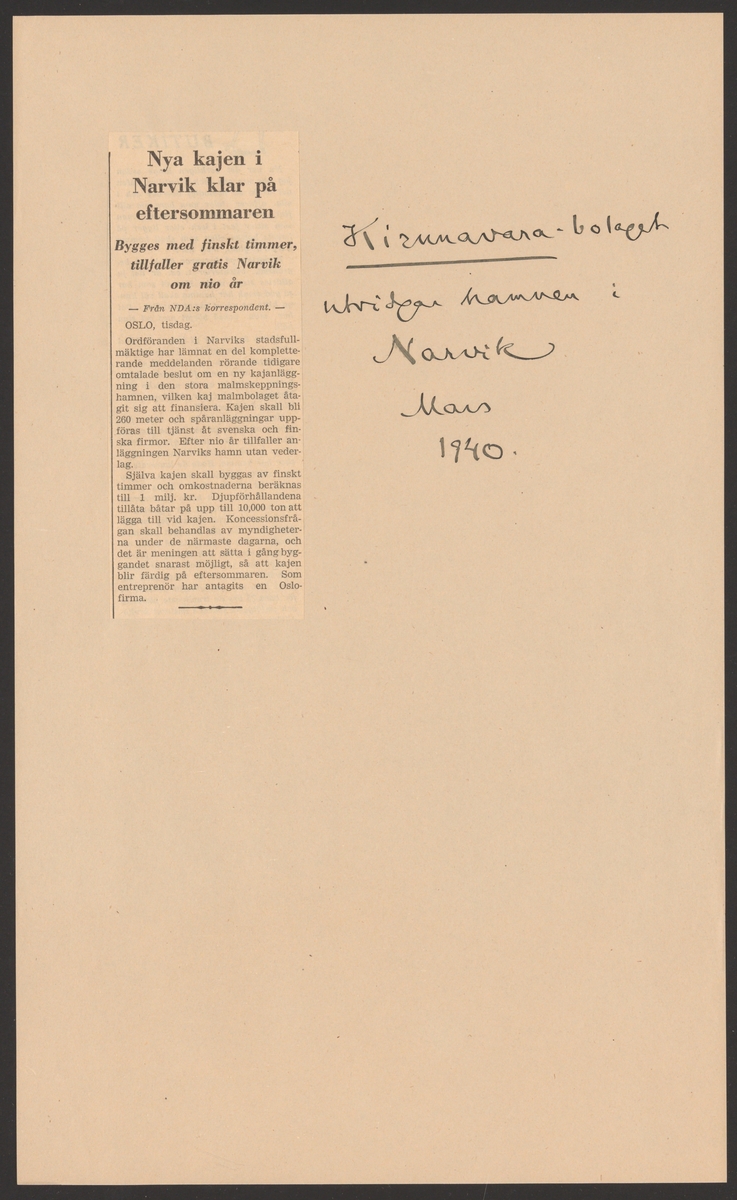 Nya kajen i
Narvik klar på
eftersommaren
Bygges med finskt timmer,
tillfaller gratis Narvik
om nio år
— Från NDA:s korrespondent. —
OSLO, tisdag.
Ordföranden i Narviks stadsfull-
mäktige har lämnat en del komplette-
rande meddelanden rörande tidigare
omtalade beslut om en ny kajanlägg-
ning i den stora malmskeppnings-
hamnen, vilken kaj malmbolaget åta-
git sig att finansiera. Kajen skall bli
260 meter och spåranläggningar upp-
föras till tjänst åt svenska och fin-
ska firmor. Efter nio år tillfaller an-
läggningen Narviks hamn utan veder-
lag.
Själva kajen skall byggas av finskt
timmer och omkostnaderna beräknas
till 1 milj. kr. Djupförhållandena
tillåta båtar på upp till 10,000 ton att
lägga till vid kajen. Koncessionsfrå-
gan skall behandlas av myndigheter-
na under de närmaste dagarna, och
det är meningen att sätta i gång byg-
gandet snarast möjligt, så att kajen
blir färdig på eftersommaren. Som
entreprenör har antagits en Oslo-
firma.
Kirunavara-bolaget
utvidgar hamnen i
Narvik
Mars
1940.